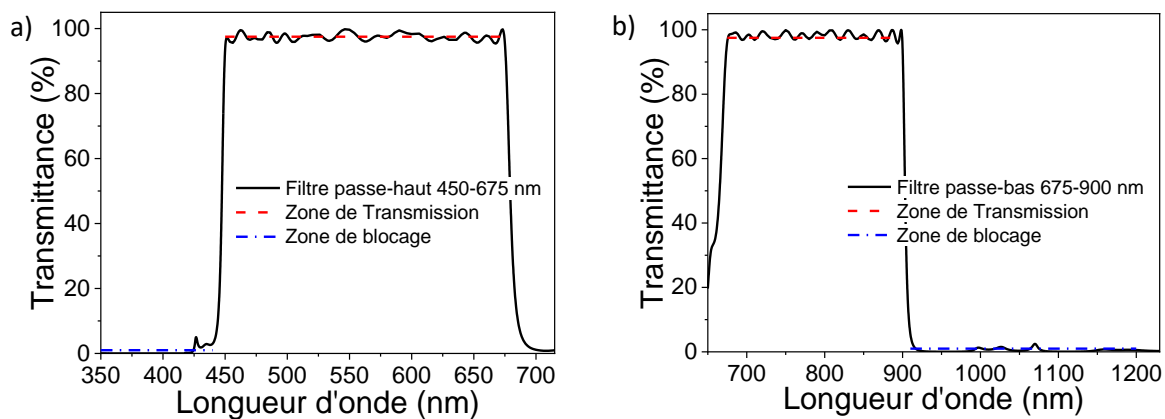 a)
Transmittance (%)
100
80
60
40
20
0
Filtre passe-haut 450-675 nm
Zone de Transmission
Zone de blocage
350 400 450 500 550 600 650 700
Longueur d'onde (nm)
b)
Transmittance (%)
100
80
60
40
20
0
Filtre passe-bas 675-900 nm
Zone de Transmission
Zone de blocage
700 800 900 1000 1100 1200
Longueur d'onde (nm)